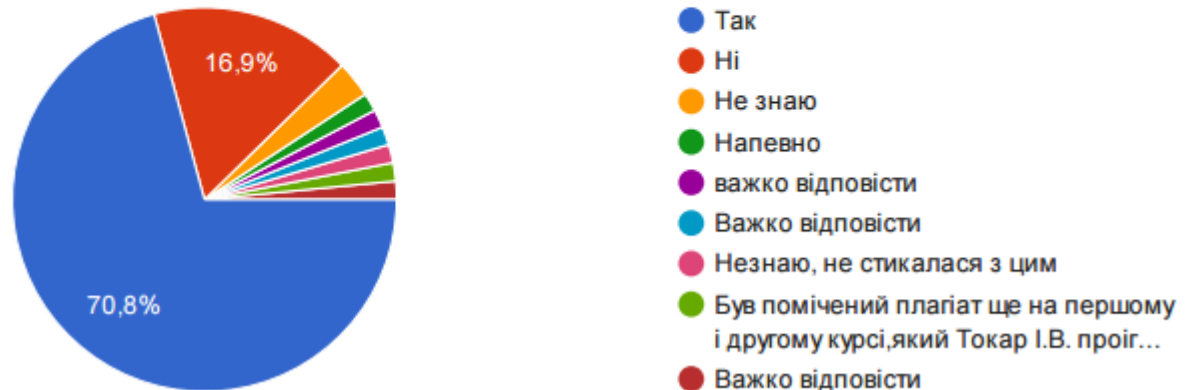 16,9%
70,8%
Так
Ні
Не знаю
Напевно
важко відповісти
Важко відповісти
Незнаю, не стикалася з цим
Був помічений плагіат ще на першому
і другому курсі,який Токар І.В. проіг...
Важко відповісти